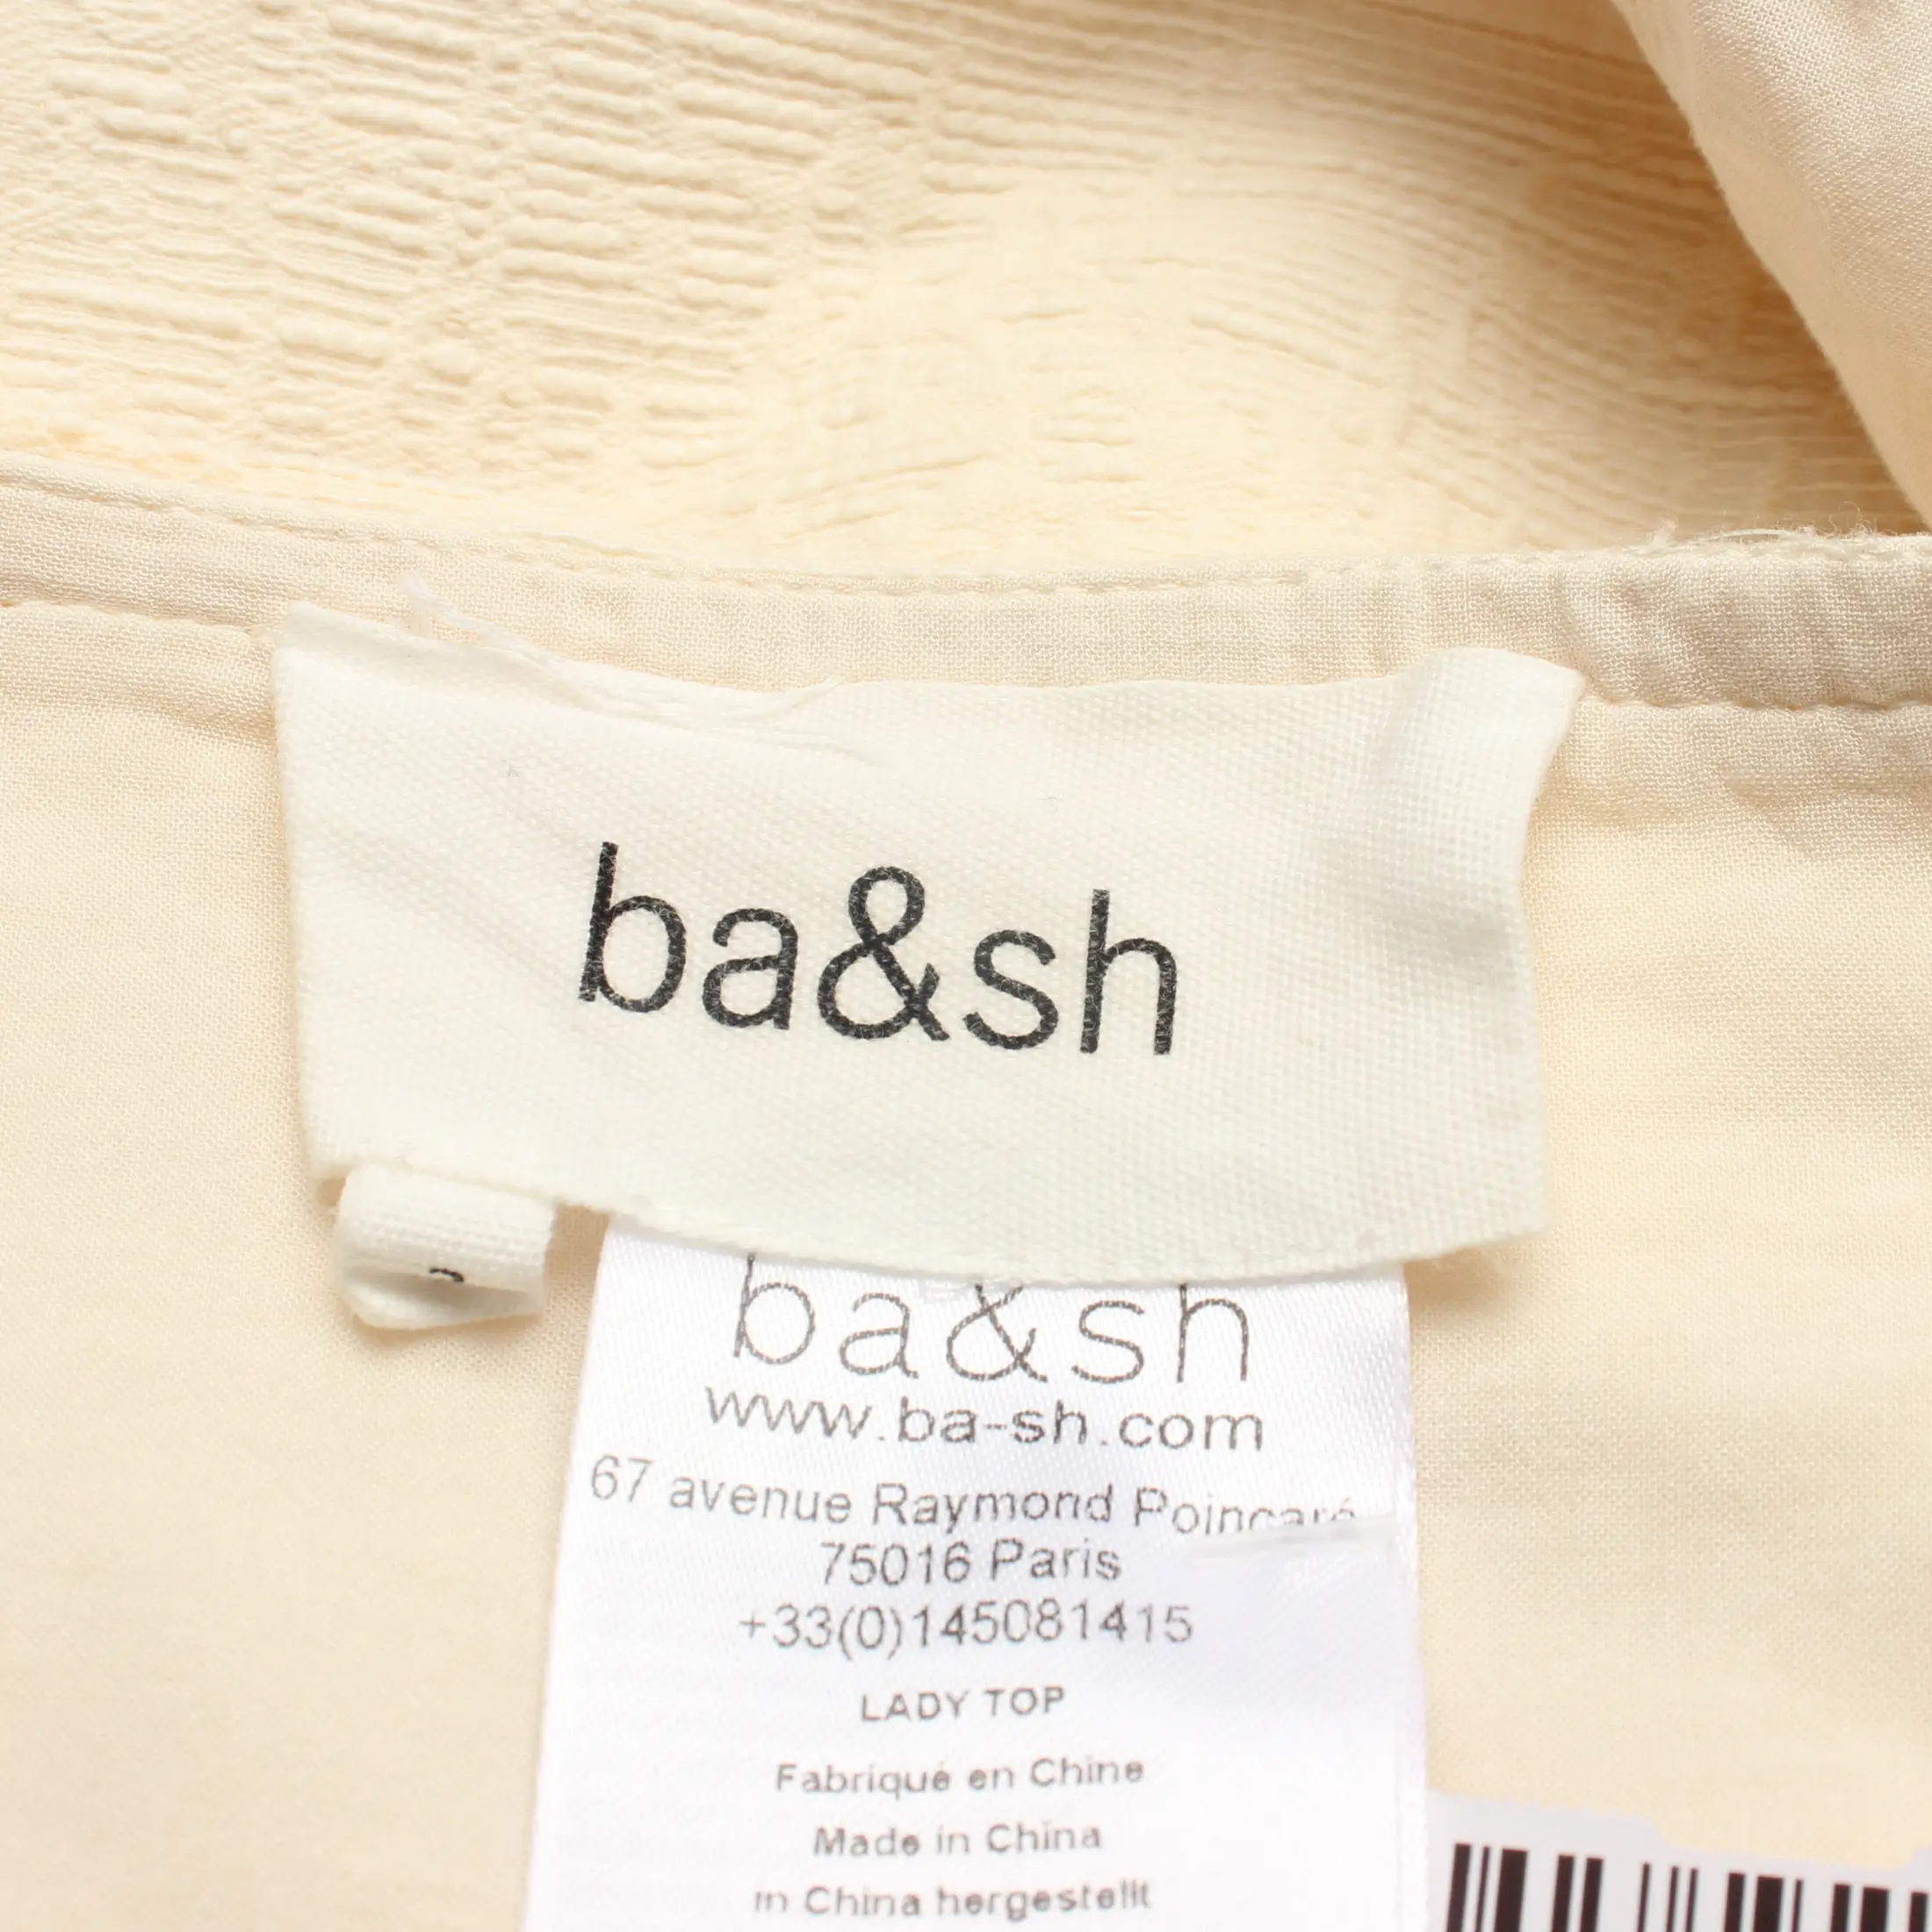 ba&sh
ba&sh
www.ba-sh.com
67 avenue Raymond Poincaré
75016 Paris
+33(0)145081415
LADY TOP
Fabriqué en Chine
Made in China
in China hergestellt